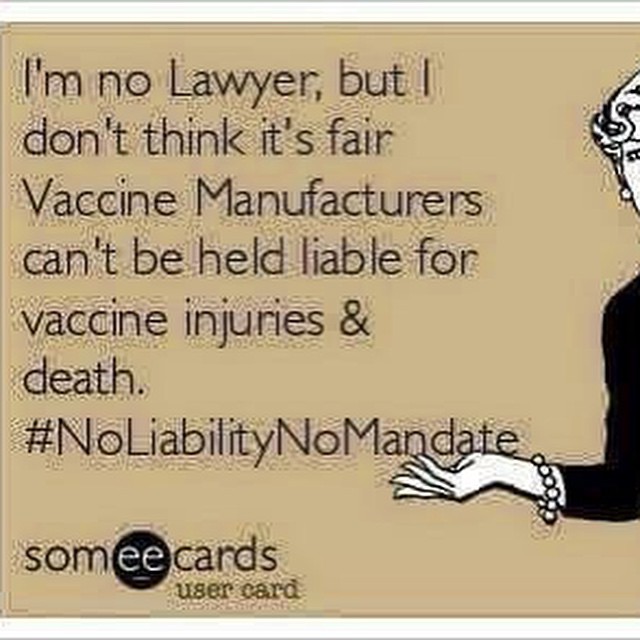 I'm no Lawyer, but I
don't think it's fair
Vaccine Manufacturers
can't be held liable for
vaccine injuries &
death.
#NoLiabilityNoMandate
someecards
user card